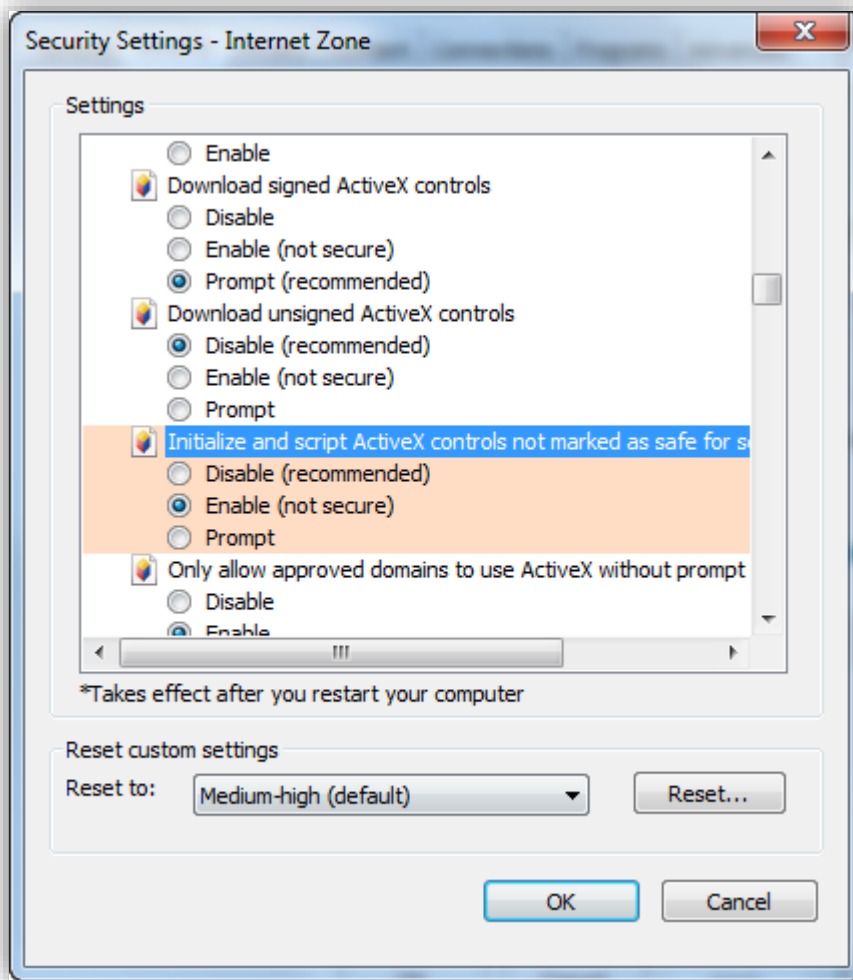 Security Settings - Internet Zone
Settings
Enable
Download signed ActiveX controls
Disable
Enable (not secure)
Prompt (recommended)
Download unsigned ActiveX controls
Disable (recommended)
Enable (not secure)
Prompt
Initialize and script ActiveX controls not marked as safe for s
Disable (recommended)
Enable (not secure)
Prompt
Only allow approved domains to use ActiveX without prompt
Disable
Enable
*Takes effect after you restart your computer
Reset custom settings
Reset to:
Medium-high (default)
Reset...
OK
Cancel